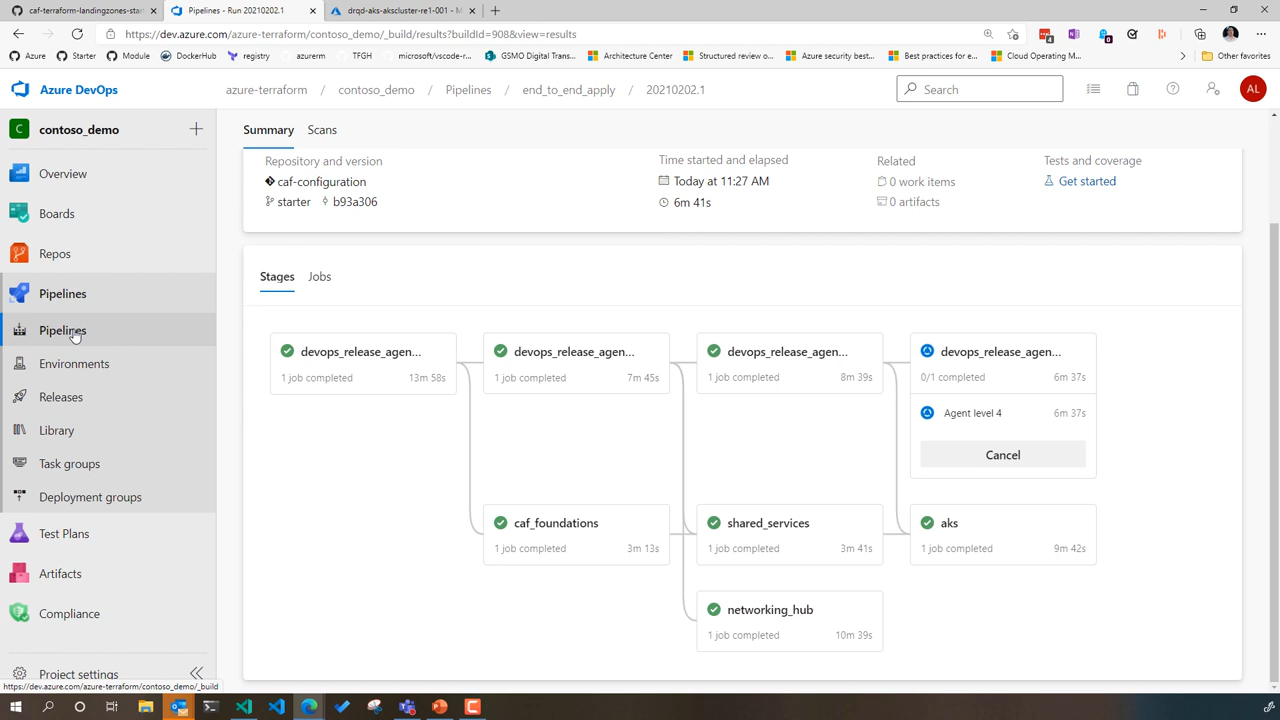 caf-terraform-landingzones-star
Pipelines - Run 20210202.1
drqd-aks-akscluster-re1-001 - M
https://dev.azure.com/azure-terraform/contoso_demo/_build/results?buildId=908&view=results
Azure
Starter
Module
DockerHub
registry
azurerm
TFGH
microsoft/vscode-r...
GSMO Digital Trans...
Architecture Center
Structured review o...
Azure security best...
Best practices for e...
Cloud Operating M...
Other favorites
Azure DevOps
azure-terraform / contoso_demo / Pipelines / end_to_end_apply / 20210202.1
Search
AL
C
contoso_demo
Overview
Boards
Repos
Pipelines
Pipelines
Environments
Releases
Library
Task groups
Deployment groups
Test Plans
Artifacts
Compliance
Project settings
https://dev.azure.com/azure-terraform/contoso_demo/_build
Summary
Scans
Repository and version
Time started and elapsed
Related
Tests and coverage
caf-configuration
Today at 11:27 AM
0 work items
Get started
starter
b93a306
6m 41s
0 artifacts
Stages
Jobs
devops_release_agen...
1 job completed 13m 58s
devops_release_agen...
1 job completed 7m 45s
devops_release_agen...
1 job completed 8m 39s
devops_release_agen...
0/1 completed 6m 37s
Agent level 4 6m 37s
Cancel
caf_foundations
1 job completed 3m 13s
shared_services
1 job completed 3m 41s
aks
1 job completed 9m 42s
networking_hub
1 job completed 10m 39s